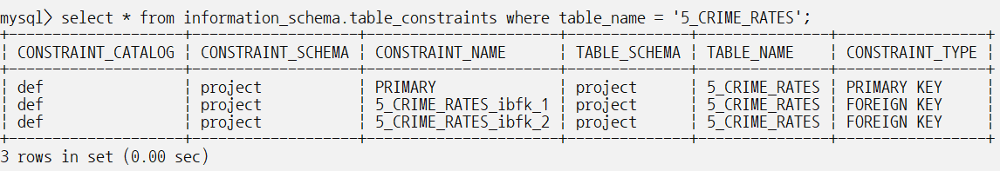 mysql> select * from information_schema.table_constraints where table_name = '5_CRIME_RATES';
+--------------------+-------------------+----------------------+--------------+---------------+-----------------+
| CONSTRAINT_CATALOG | CONSTRAINT_SCHEMA | CONSTRAINT_NAME      | TABLE_SCHEMA | TABLE_NAME    | CONSTRAINT_TYPE |
+--------------------+-------------------+----------------------+--------------+---------------+-----------------+
| def                | project           | PRIMARY              | project      | 5_CRIME_RATES | PRIMARY KEY     |
| def                | project           | 5_CRIME_RATES_ibfk_1 | project      | 5_CRIME_RATES | FOREIGN KEY     |
| def                | project           | 5_CRIME_RATES_ibfk_2 | project      | 5_CRIME_RATES | FOREIGN KEY     |
+--------------------+-------------------+----------------------+--------------+---------------+-----------------+
3 rows in set (0.00 sec)